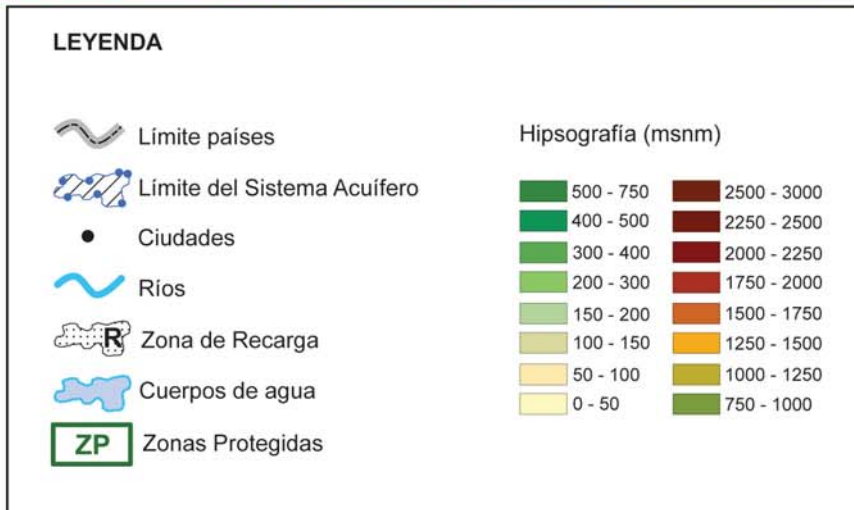 LEYENDA
Límite países
Límite del Sistema Acuífero
Ciudades
Ríos
R
Zona de Recarga
Cuerpos de agua
ZP
Zonas Protegidas
Hipsografía (msnm)
500 - 750
400 - 500
300 - 400
200 - 300
150 - 200
100 - 150
50 - 100
0 - 50
2500 - 3000
2250 - 2500
2000 - 2250
1750 - 2000
1500 - 1750
1250 - 1500
1000 - 1250
750 - 1000